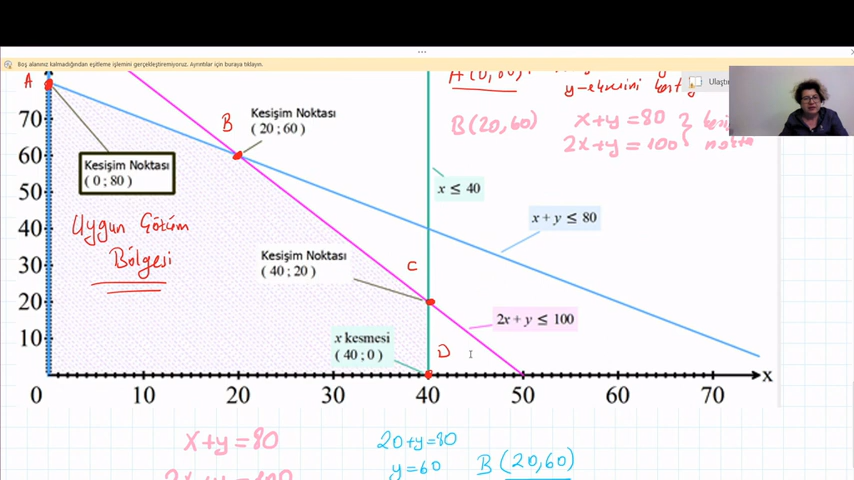 Boş alanınız kalmadığından eşitleme işlemini gerçekleştiremiyoruz. Ayrıntılar için buraya tıklayın.
A
A(0,80)
y-eksenini
Ulaştır
B(20,60)
x+y=80
2x+y=100
nokta
70
60
50
40
30
20
10
B
Kesişim Noktası
(20 ; 60)
Kesişim Noktası
(0 ; 80)
x ≤ 40
x + y ≤ 80
Uygun Çözüm
Bölgesi
Kesişim Noktası
(40 ; 20)
C
2x + y ≤ 100
x kesmesi
(40 ; 0)
D
x
0 10 20 30 40 50 60 70
x+y=80
20+y=80
y=60
B(20,60)